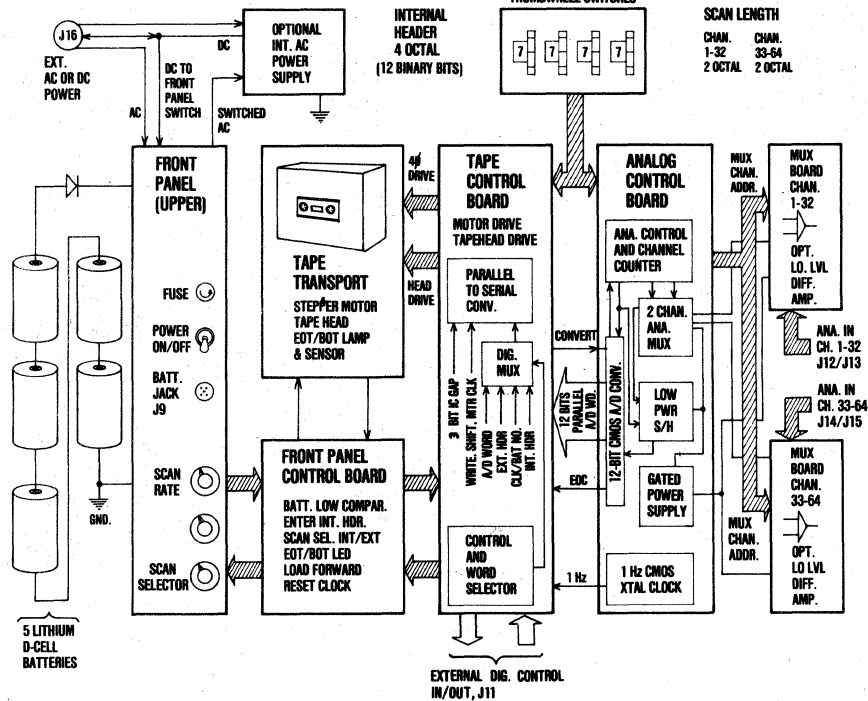 THUMBWHEEL SWITCHES
J16
EXT.
AC OR DC
POWER
DC
OPTIONAL
INT. AC
POWER
SUPPLY
INTERNAL
HEADER
4 OCTAL
(12 BINARY BITS)
7 7 7 7
SCAN LENGTH
CHAN. CHAN.
1-32 33-64
2 OCTAL 2 OCTAL
AC
DC TO
FRONT
PANEL
SWITCH
SWITCHED
AC
FRONT
PANEL
(UPPER)
FUSE
POWER
ON/OFF
BATT.
JACK
J9
SCAN
RATE
SCAN
SELECTOR
GND.
5 LITHIUM
D-CELL
BATTERIES
TAPE
TRANSPORT
STEPPER MOTOR
TAPE HEAD
EOT/BOT LAMP
& SENSOR
4Ø
DRIVE
HEAD
DRIVE
FRONT PANEL
CONTROL BOARD
BATT. LOW COMPAR.
ENTER INT. HDR.
SCAN SEL. INT/EXT
EOT/BOT LED
LOAD FORWARD
RESET CLOCK
TAPE
CONTROL
BOARD
MOTOR DRIVE
TAPEHEAD DRIVE
PARALLEL
TO SERIAL
CONV.
DIG.
MUX
3 BIT IC GAP
WRITE. SHIFT. MTR CLK
A/D WORD
EXT. HDR
CLK/BAT NO.
INT. HDR
CONTROL
AND
WORD
SELECTOR
EXTERNAL DIG. CONTROL
IN/OUT, J11
CONVERT
12 BITS
PARALLEL
A/D WD.
EOC
1 Hz
ANALOG
CONTROL
BOARD
ANA. CONTROL
AND CHANNEL
COUNTER
2 CHAN.
ANA.
MUX
12-BIT CMOS A/D CONV.
LOW
PWR
S/H
GATED
POWER
SUPPLY
1 Hz CMOS
XTAL CLOCK
MUX
CHAN.
ADDR.
MUX
BOARD
CHAN.
1-32
OPT.
LO. LVL
DIFF.
AMP.
ANA. IN
CH. 1-32
J12/J13
ANA. IN
CH. 33-64
J14/J15
MUX
CHAN.
ADDR.
MUX
BOARD
CHAN.
33-64
OPT.
LO LVL
DIFF.
AMP.